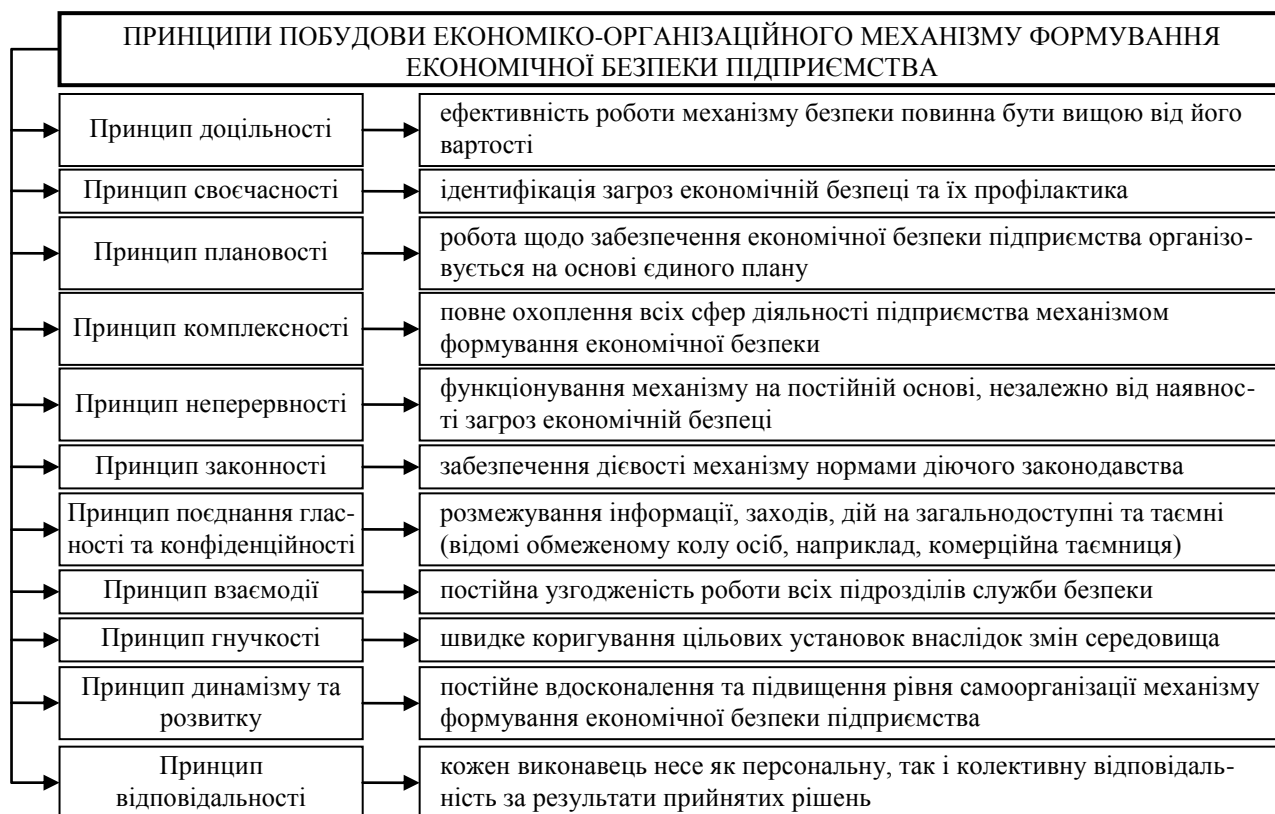 ПРИНЦИПИ ПОБУДОВИ ЕКОНОМІКО-ОРГАНІЗАЦІЙНОГО МЕХАНІЗМУ ФОРМУВАННЯ
ЕКОНОМІЧНОЇ БЕЗПЕКИ ПІДПРИЄМСТВА
Принцип доцільності
ефективність роботи механізму безпеки повинна бути вищою від його
вартості
Принцип своєчасності
ідентифікація загроз економічній безпеці та їх профілактика
Принцип плановості
робота щодо забезпечення економічної безпеки підприємства організо-
вується на основі єдиного плану
Принцип комплексності
повне охоплення всіх сфер діяльності підприємства механізмом
формування економічної безпеки
Принцип неперервності
функціонування механізму на постійній основі, незалежно від наявнос-
ті загроз економічній безпеці
Принцип законності
забезпечення дієвості механізму нормами діючого законодавства
Принцип поєднання глас-
ності та конфіденційності
розмежування інформації, заходів, дій на загальнодоступні та таємні
(відомі обмеженому колу осіб, наприклад, комерційна таємниця)
Принцип взаємодії
постійна узгодженість роботи всіх підрозділів служби безпеки
Принцип гнучкості
швидке коригування цільових установок внаслідок змін середовища
Принцип динамізму та
розвитку
постійне вдосконалення та підвищення рівня самоорганізації механізму
формування економічної безпеки підприємства
Принцип
відповідальності
кожен виконавець несе як персональну, так і колективну відповідаль-
ність за результати прийнятих рішень